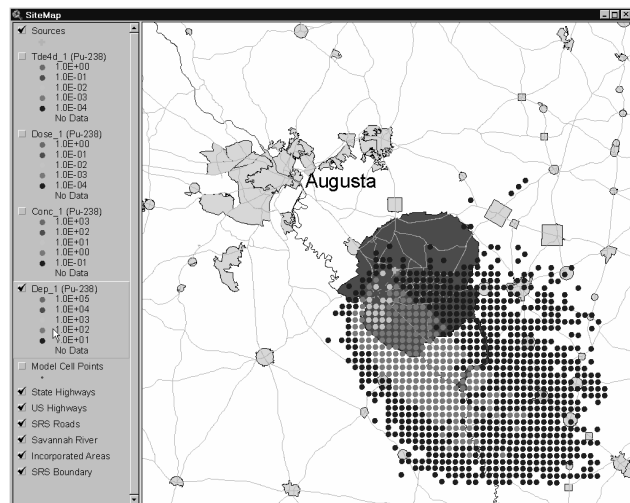 SiteMap
Sources
Tde4d_1 (Pu-238)
1.0E+00
1.0E-01
1.0E-02
1.0E-03
1.0E-04
No Data
Dose_1 (Pu-238)
1.0E+00
1.0E-01
1.0E-02
1.0E-03
1.0E-04
No Data
Conc_1 (Pu-238)
1.0E+03
1.0E+02
1.0E+01
1.0E+00
1.0E-01
No Data
Dep_1 (Pu-238)
1.0E+05
1.0E+04
1.0E+03
1.0E+02
1.0E+01
No Data
Model Cell Points
State Highways
US Highways
SRS Roads
Savannah River
Incorporated Areas
SRS Boundary
Augusta